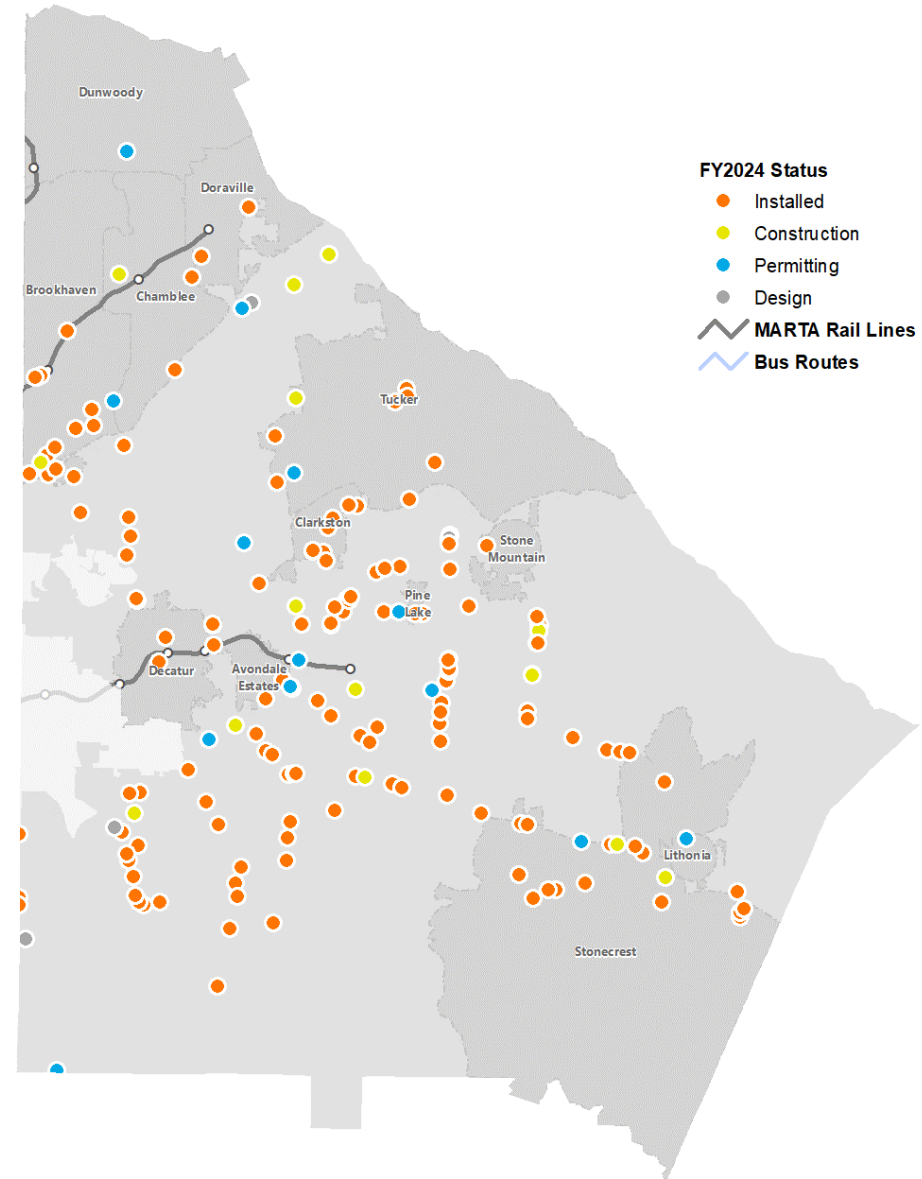 Dunwoody
FY2024 Status
Doraville
Installed
Construction
Permitting
Brookhaven
Chamblee
Design
MARTA Rail Lines
Bus Routes
Tucker
Clarkston
Stone
Mountain
Pine
Lake
Decatur
Avondale
Estates
Lithonia
Stonecrest